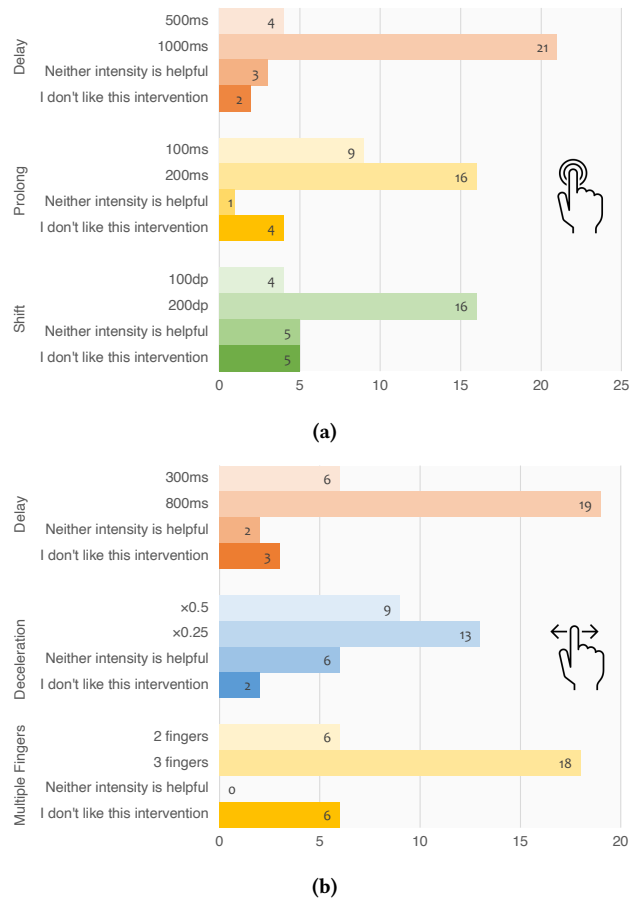 Delay
500ms 4
1000ms 21
Neither intensity is helpful 3
I don't like this intervention 2
Prolong
100ms 9
200ms 16
Neither intensity is helpful 1
I don't like this intervention 4
Shift
100dp 4
200dp 16
Neither intensity is helpful 5
I don't like this intervention 5
0 5 10 15 20 25
(a)
Delay
300ms 6
800ms 19
Neither intensity is helpful 2
I don't like this intervention 3
Deceleration
×0.5 9
×0.25 13
Neither intensity is helpful 6
I don't like this intervention 2
Multiple Fingers
2 fingers 6
3 fingers 18
Neither intensity is helpful 0
I don't like this intervention 6
0 5 10 15 20
(b)